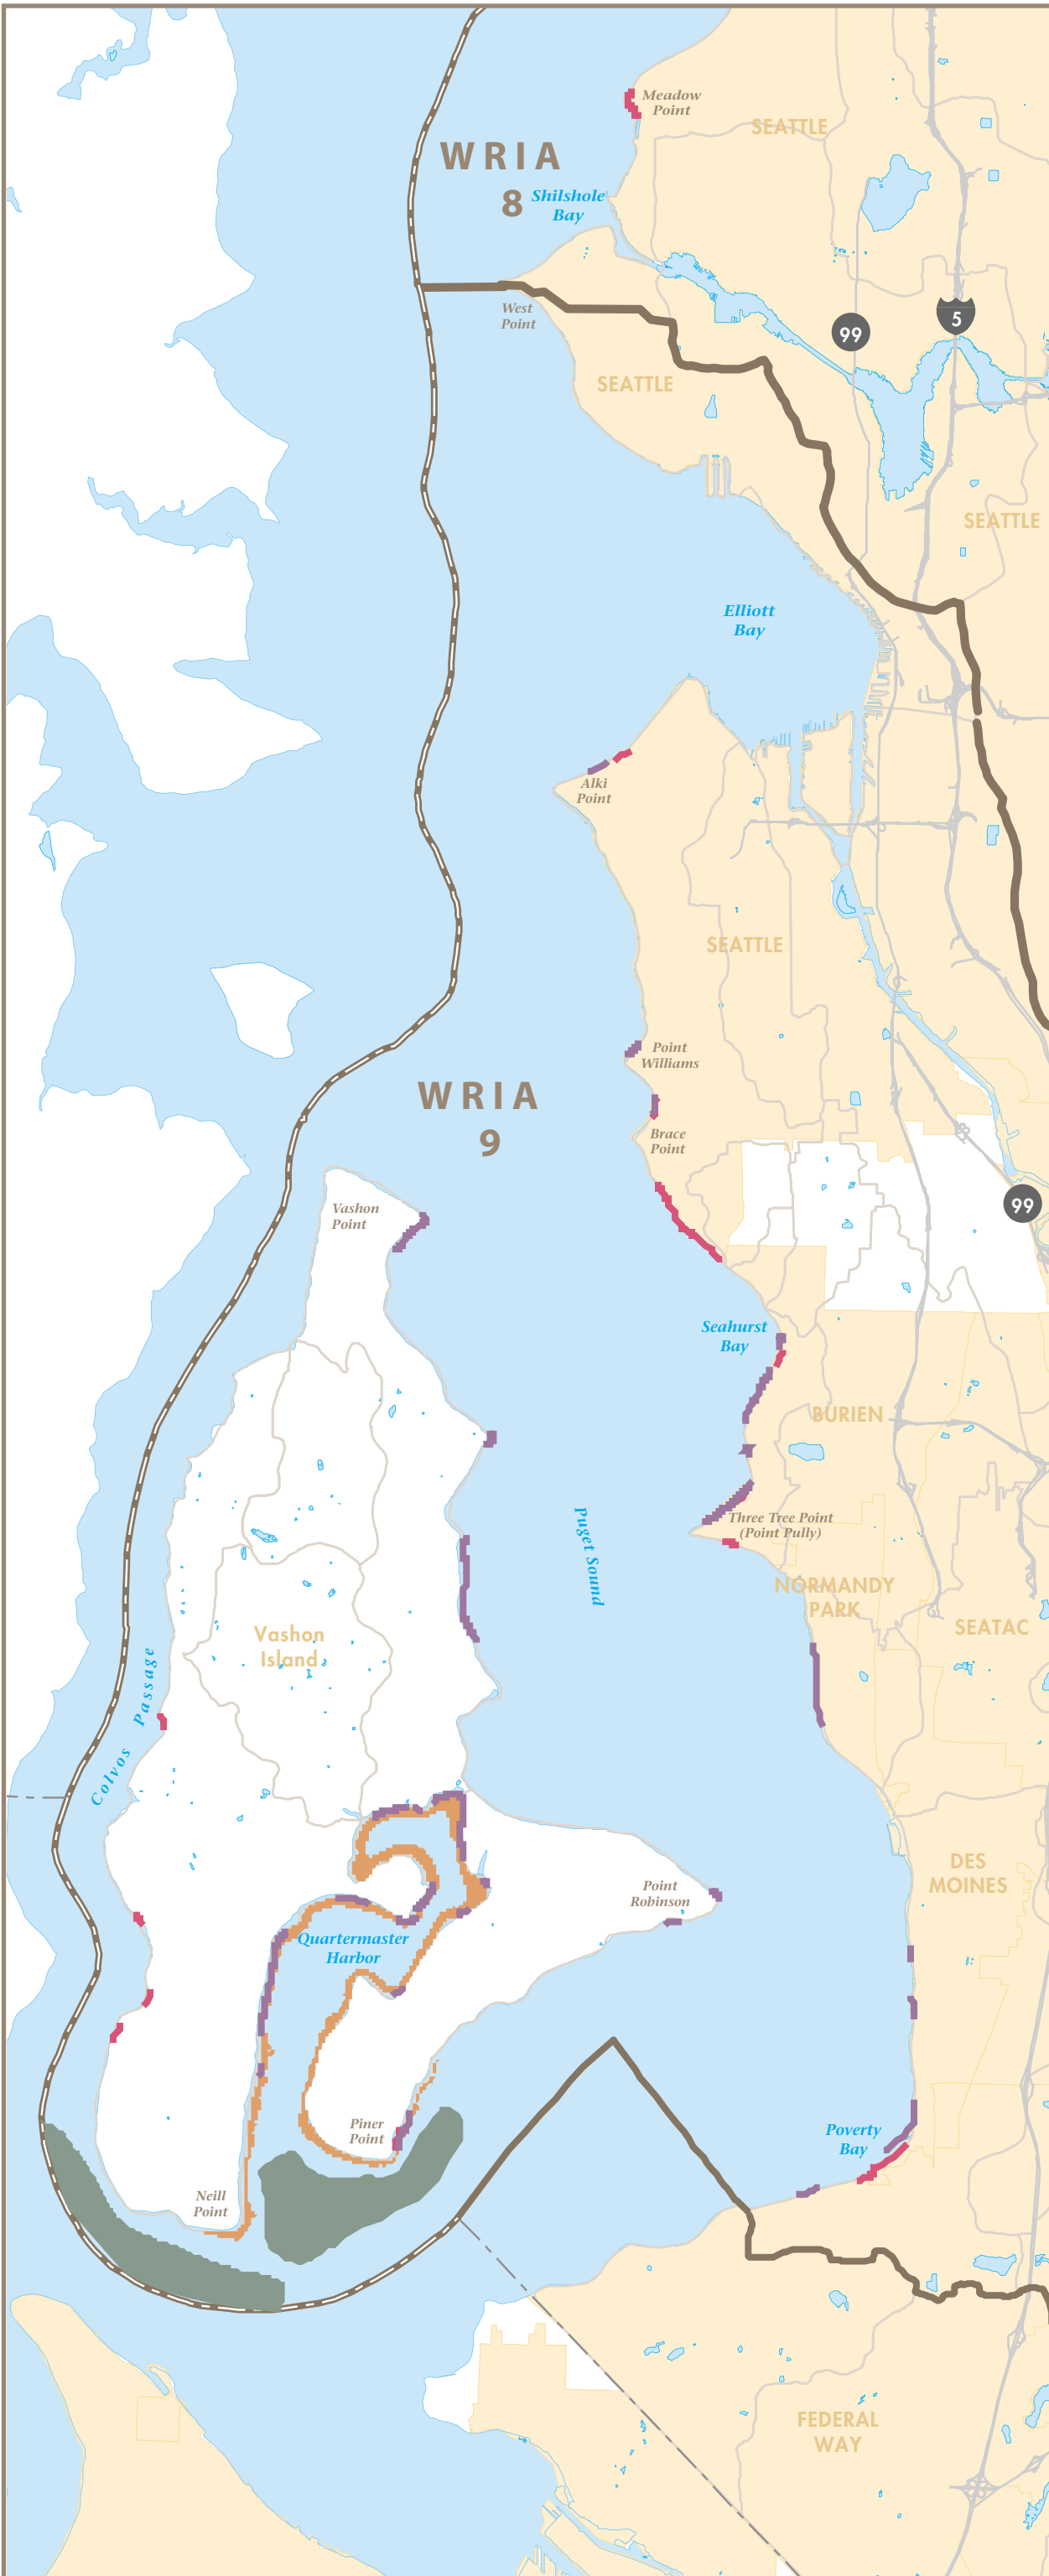 Meadow
Point
SEATTLE
WRIA
8
Shilshole
Bay
West
Point
99
5
SEATTLE
SEATTLE
Elliott
Bay
Alki
Point
SEATTLE
Point
Williams
WRIA
9
Brace
Point
99
Vashon
Point
Seahurst
Bay
BURIEN
Puget Sound
Three Tree Point
(Point Pully)
NORMANDY
PARK
SEATAC
Vashon
Island
Colvos Passage
DES
MOINES
Point
Robinson
Quartermaster
Harbor
Piner
Point
Poverty
Bay
Neill
Point
FEDERAL
WAY